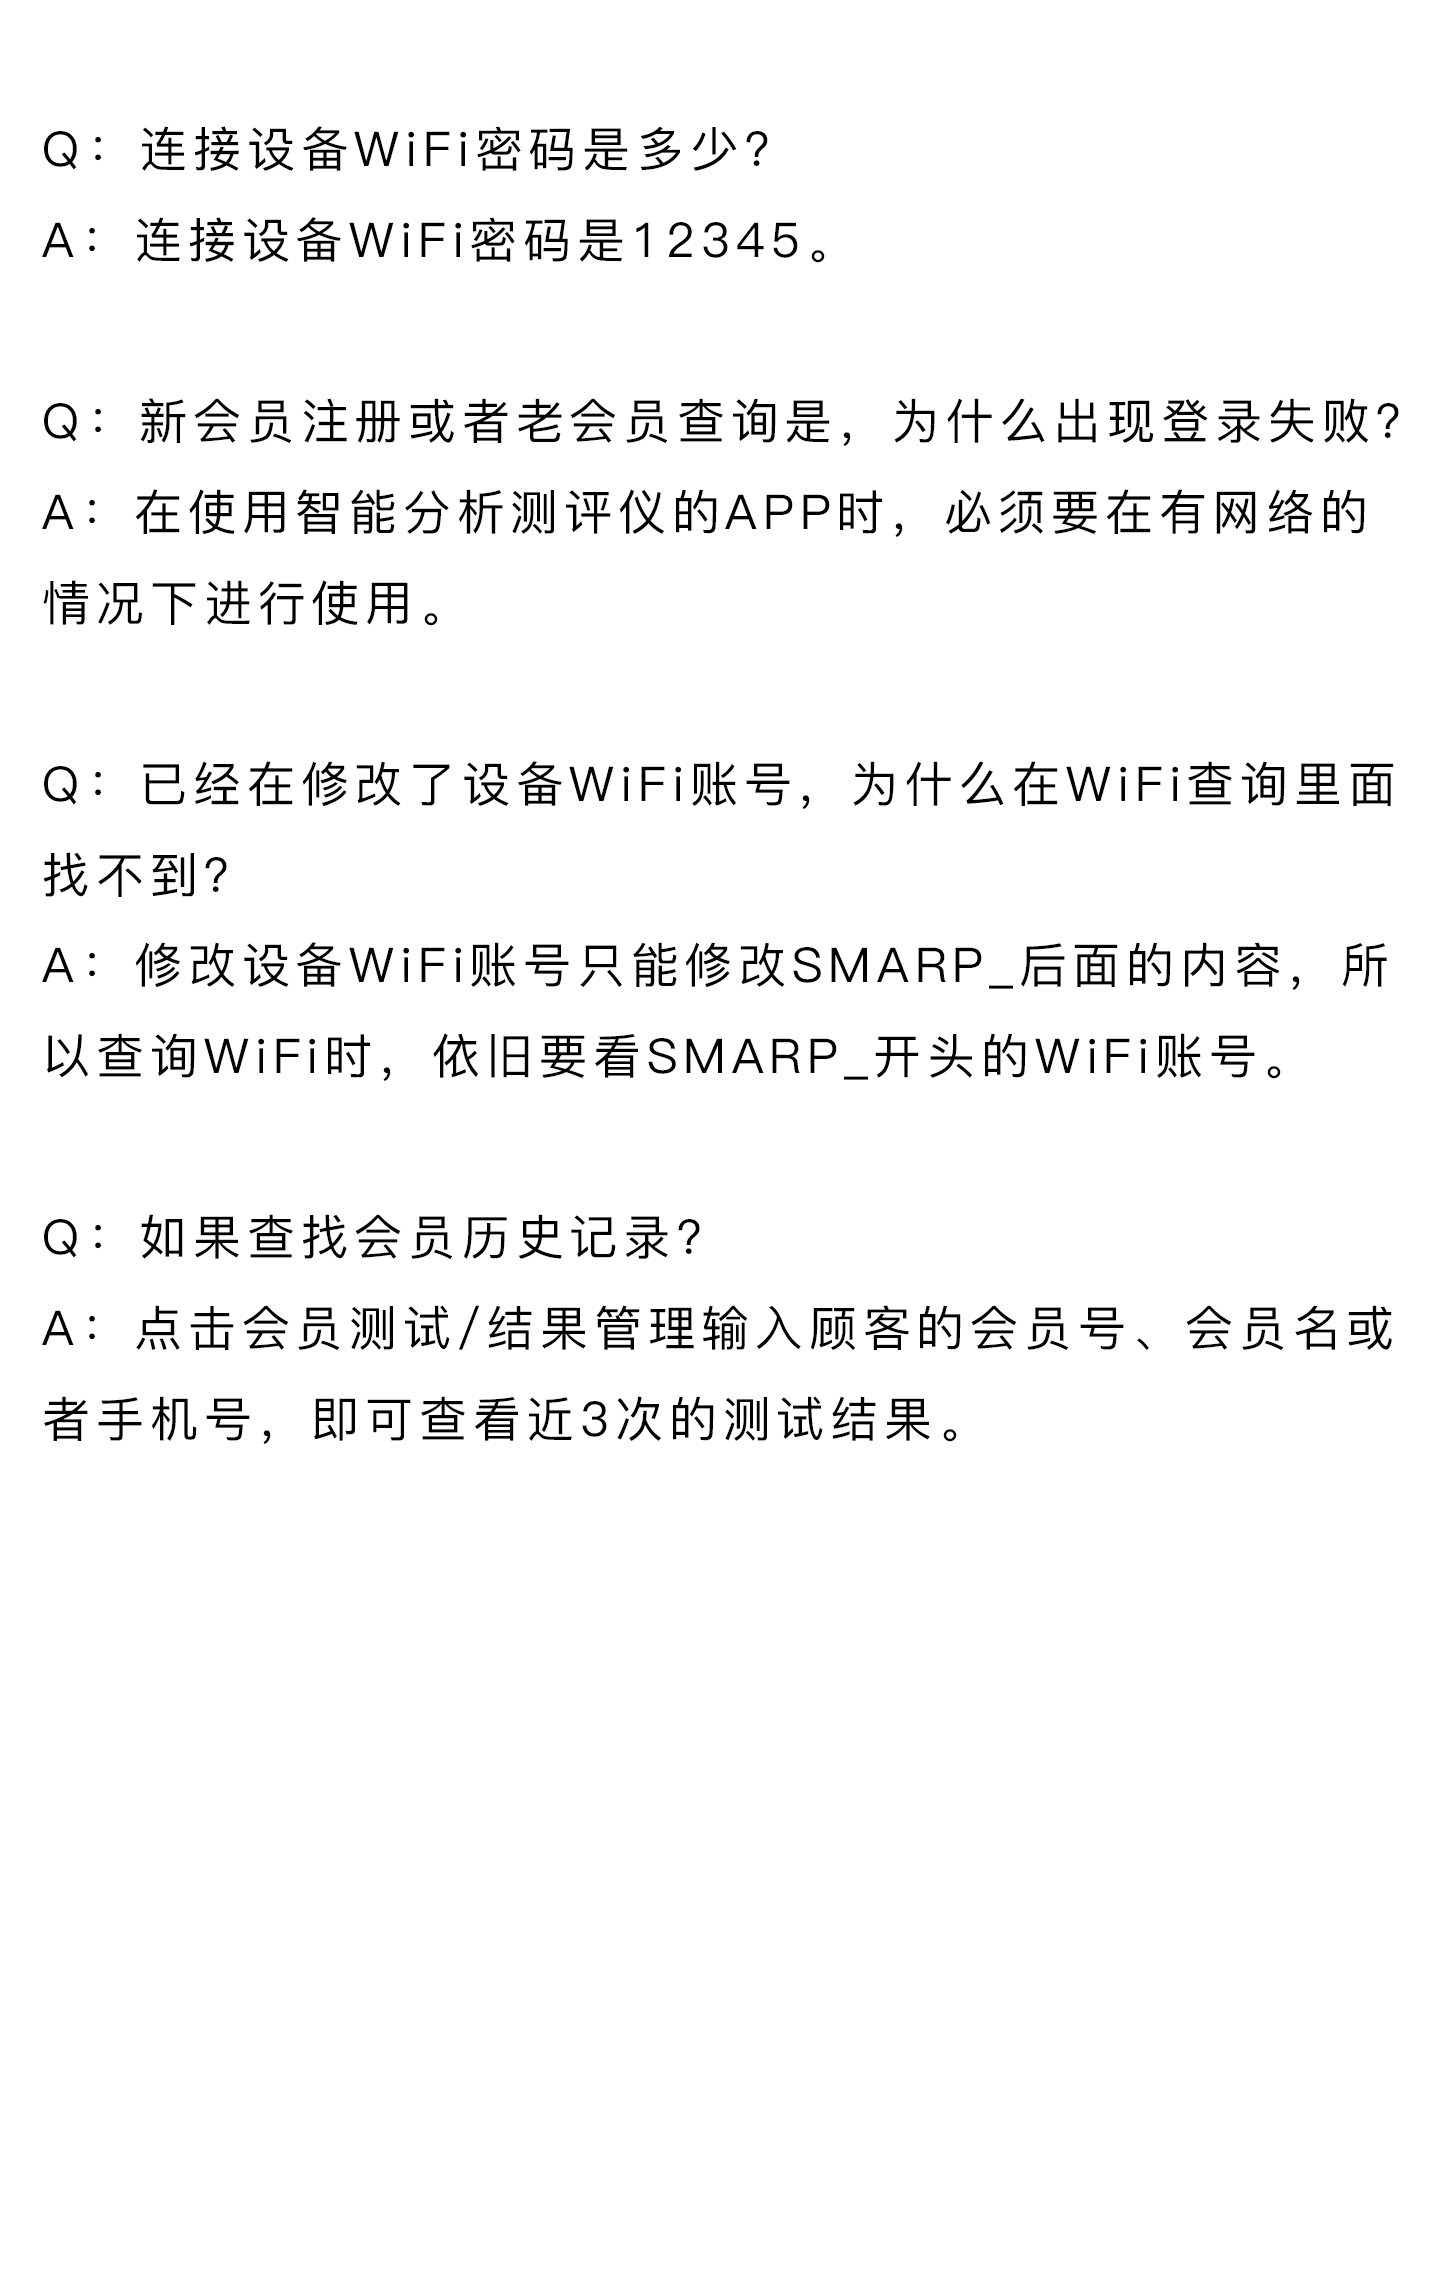 Q：连接设备WiFi密码是多少？
A：连接设备WiFi密码是12345。
Q：新会员注册或者老会员查询是，为什么出现登录失败？
A：在使用智能分析测评仪的APP时，必须要在有网络的
情况下进行使用。
Q：已经在修改了设备WiFi账号，为什么在WiFi查询里面
找不到？
A：修改设备WiFi账号只能修改SMARP_后面的内容，所
以查询WiFi时，依旧要看SMARP_开头的WiFi账号。
Q：如果查找会员历史记录？
A：点击会员测试/结果管理输入顾客的会员号、会员名或
者手机号，即可查看近3次的测试结果。